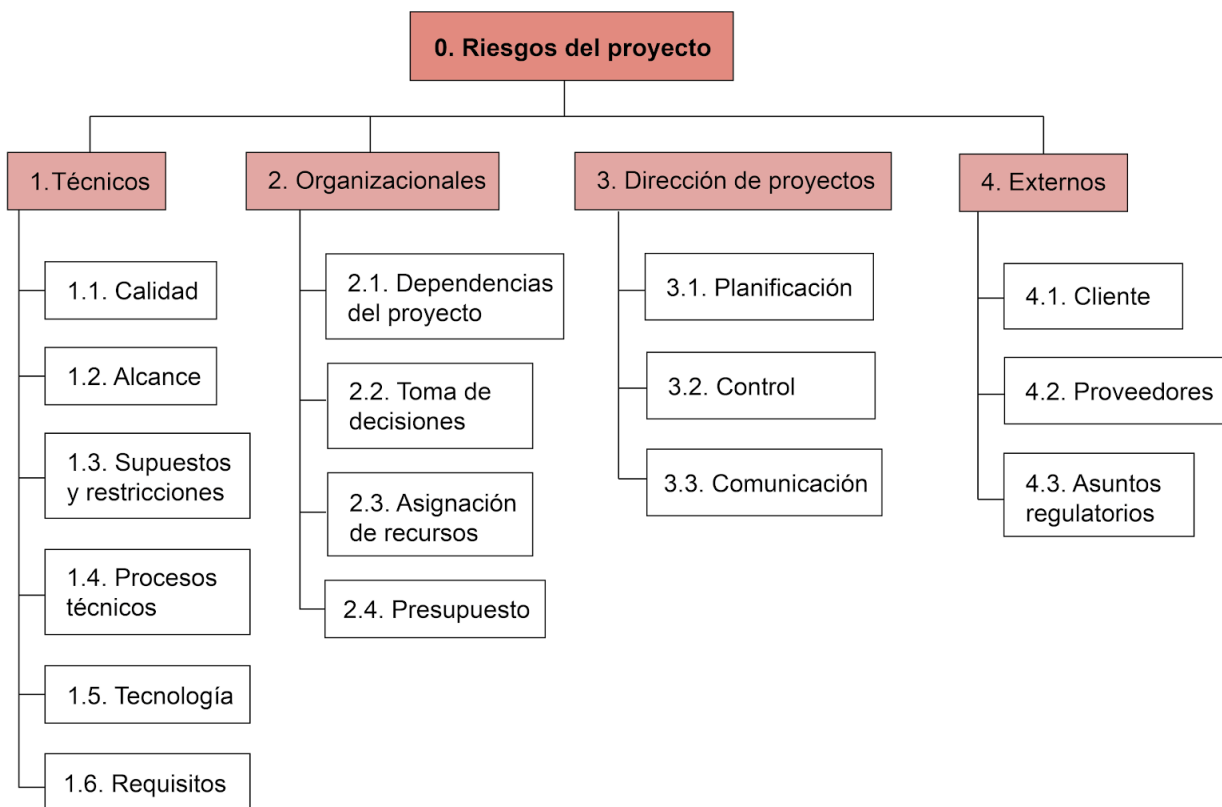 0. Riesgos del proyecto
1.Técnicos
2. Organizacionales
3. Dirección de proyectos
4. Externos
1.1. Calidad
1.2. Alcance
1.3. Supuestos
y restricciones
1.4. Procesos
técnicos
1.5. Tecnología
1.6. Requisitos
2.1. Dependencias
del proyecto
2.2. Toma de
decisiones
2.3. Asignación
de recursos
2.4. Presupuesto
3.1. Planificación
3.2. Control
3.3. Comunicación
4.1. Cliente
4.2. Proveedores
4.3. Asuntos
regulatorios